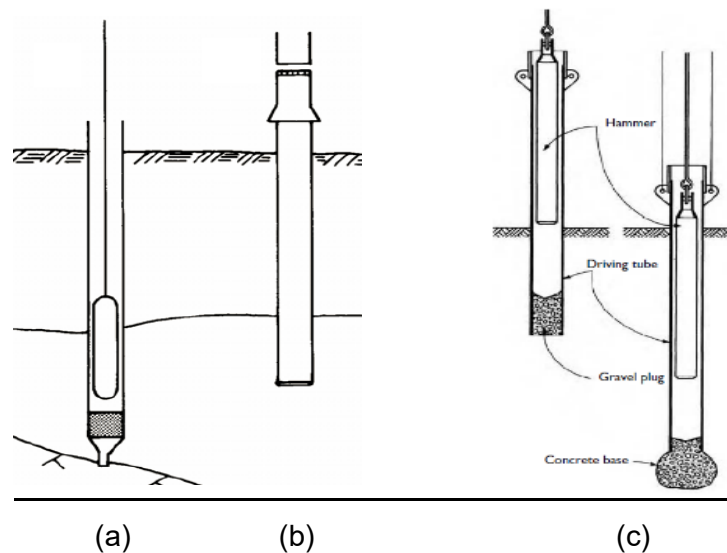 Hammer
Driving tube
Gravel plug
Concrete base
(a) (b) (c)